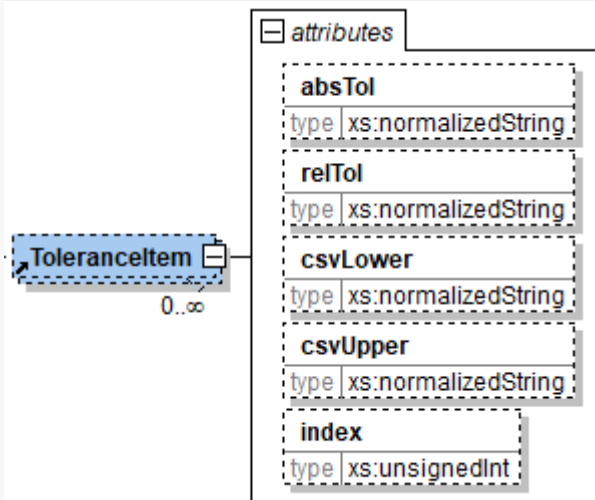 attributes
absTol
type xs:normalizedString
relTol
type xs:normalizedString
ToleranceItem
csvLower
type xs:normalizedString
0..∞
csvUpper
type xs:normalizedString
index
type xs:unsignedInt